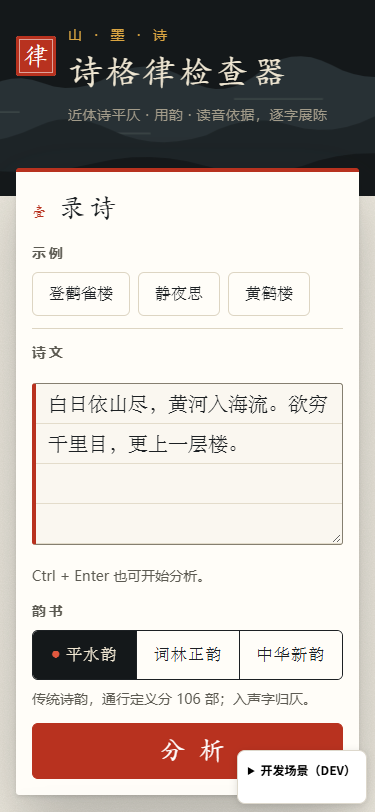 律
山 · 墨 · 诗
诗格律检查器
近体诗平仄 · 用韵 · 读音依据，逐字展陈
壹 录诗
示例
登鹳雀楼 静夜思 黄鹤楼
诗文
白日依山尽，黄河入海流。欲穷
千里目，更上一层楼。
Ctrl + Enter 也可开始分析。
韵书
平水韵 词林正韵 中华新韵
传统诗韵，通行定义分 106 部；入声字归仄。
分 析
▶ 开发场景（DEV）